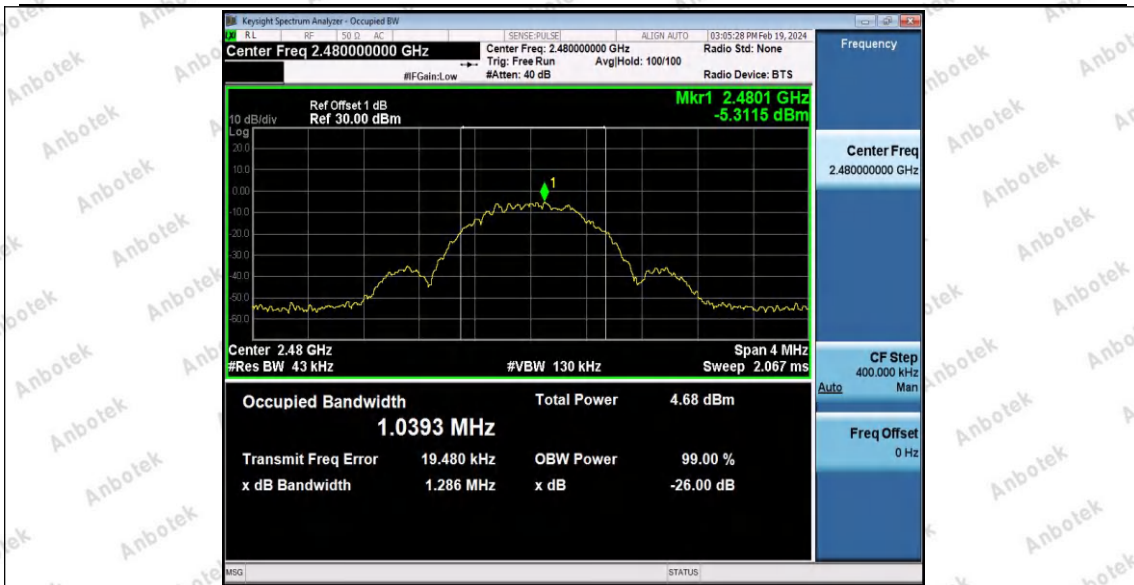 Keysight Spectrum Analyzer - Occupied BW
LXI RL RF 50 Ω AC SENSE:PULSE ALIGN AUTO 03:05:28 PM Feb 19, 2024
Center Freq 2.480000000 GHz
Center Freq: 2.480000000 GHz Radio Std: None
Trig: Free Run Avg|Hold: 100/100
#IFGain:Low #Atten: 40 dB Radio Device: BTS
Ref Offset 1 dB Mkr1 2.4801 GHz
10 dB/div Ref 30.00 dBm -5.3115 dBm
Log
20.0
10.0
0.00
-10.0
-20.0
-30.0
-40.0
-50.0
-60.0
1
Center 2.48 GHz Span 4 MHz
#Res BW 43 kHz #VBW 130 kHz Sweep 2.067 ms
Occupied Bandwidth Total Power 4.68 dBm
1.0393 MHz
Transmit Freq Error 19.480 kHz OBW Power 99.00 %
x dB Bandwidth 1.286 MHz x dB -26.00 dB
MSG STATUS
Frequency
Center Freq
2.480000000 GHz
CF Step
400.000 kHz
Auto Man
Freq Offset
0 Hz
Anbotek